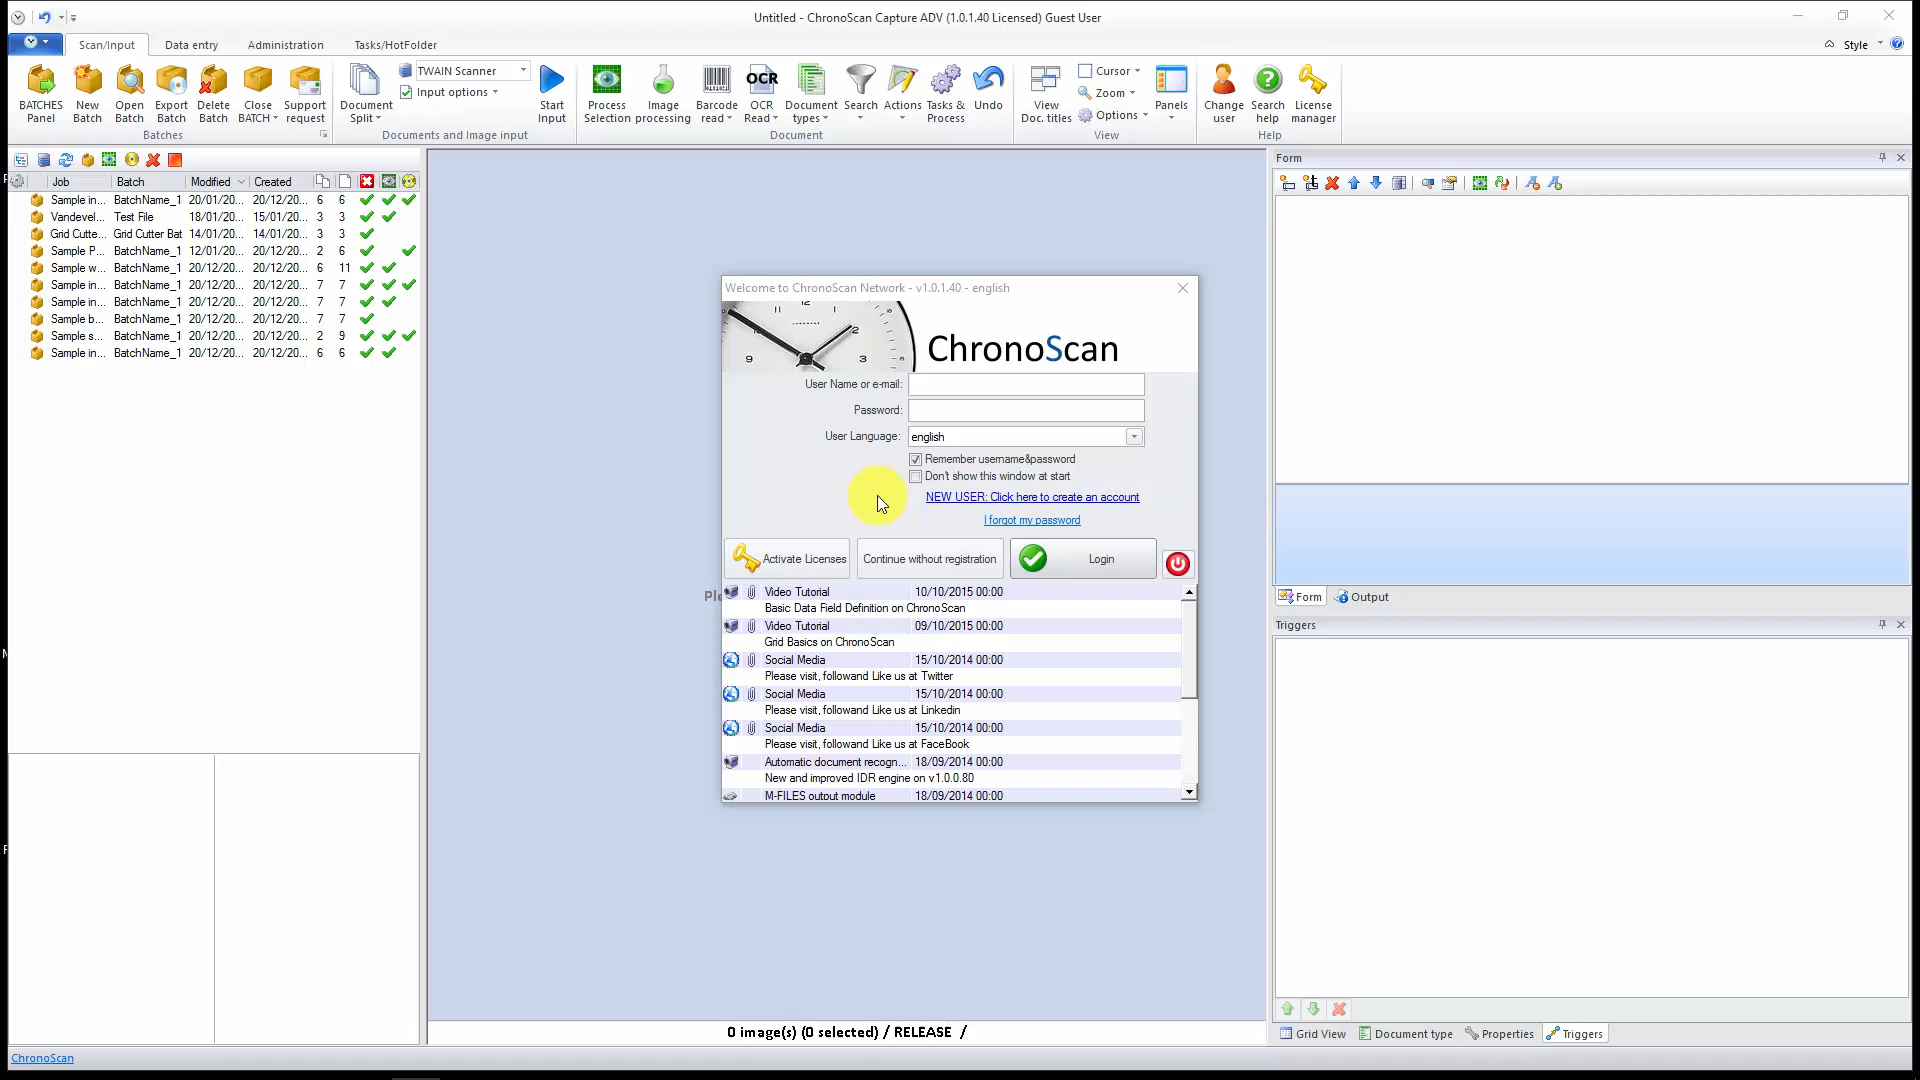 Untitled - ChronoScan Capture ADV (1.0.1.40 Licensed) Guest User
Scan/Input Data entry Administration Tasks/HotFolder Style
BATCHES Panel
New Batch
Open Batch
Export Batch
Delete Batch
Close BATCH
Support request
Batches
Document Split
TWAIN Scanner
Input options
Start Input
Documents and Image input
Process Selection
Image processing
Barcode read
OCR
OCR Read
Document types
Search
Actions
Tasks & Process
Undo
Document
View Doc. titles
Cursor
Zoom
Options
Panels
View
Change user
Search help
License manager
Help
Job Batch Modified Created
Sample in... BatchName_1 20/01/20... 20/12/20... 6 6
Vandevel... Test File 18/01/20... 15/01/20... 3 3
Grid Cutte... Grid Cutter Bat 14/01/20... 14/01/20... 3 3
Sample P... BatchName_1 12/01/20... 20/12/20... 2 6
Sample w... BatchName_1 20/12/20... 20/12/20... 6 11
Sample in... BatchName_1 20/12/20... 20/12/20... 7 7
Sample in... BatchName_1 20/12/20... 20/12/20... 7 7
Sample b... BatchName_1 20/12/20... 20/12/20... 7 7
Sample s... BatchName_1 20/12/20... 20/12/20... 2 9
Sample in... BatchName_1 20/12/20... 20/12/20... 6 6
Welcome to ChronoScan Network - v1.0.1.40 - english
ChronoScan
User Name or e-mail:
Password:
User Language: english
Remember username&password
Don't show this window at start
NEW USER: Click here to create an account
I forgot my password
Activate Licenses Continue without registration Login
Video Tutorial 10/10/2015 00:00
Basic Data Field Definition on ChronoScan
Video Tutorial 09/10/2015 00:00
Grid Basics on ChronoScan
Social Media 15/10/2014 00:00
Please visit, followand Like us at Twitter
Social Media 15/10/2014 00:00
Please visit, followand Like us at Linkedin
Social Media 15/10/2014 00:00
Please visit, followand Like us at FaceBook
Automatic document recogn... 18/09/2014 00:00
New and improved IDR engine on v1.0.0.80
M-FILES output module 18/09/2014 00:00
0 image(s) (0 selected) / RELEASE /
Form
Form Output
Triggers
Grid View Document type Properties Triggers
ChronoScan